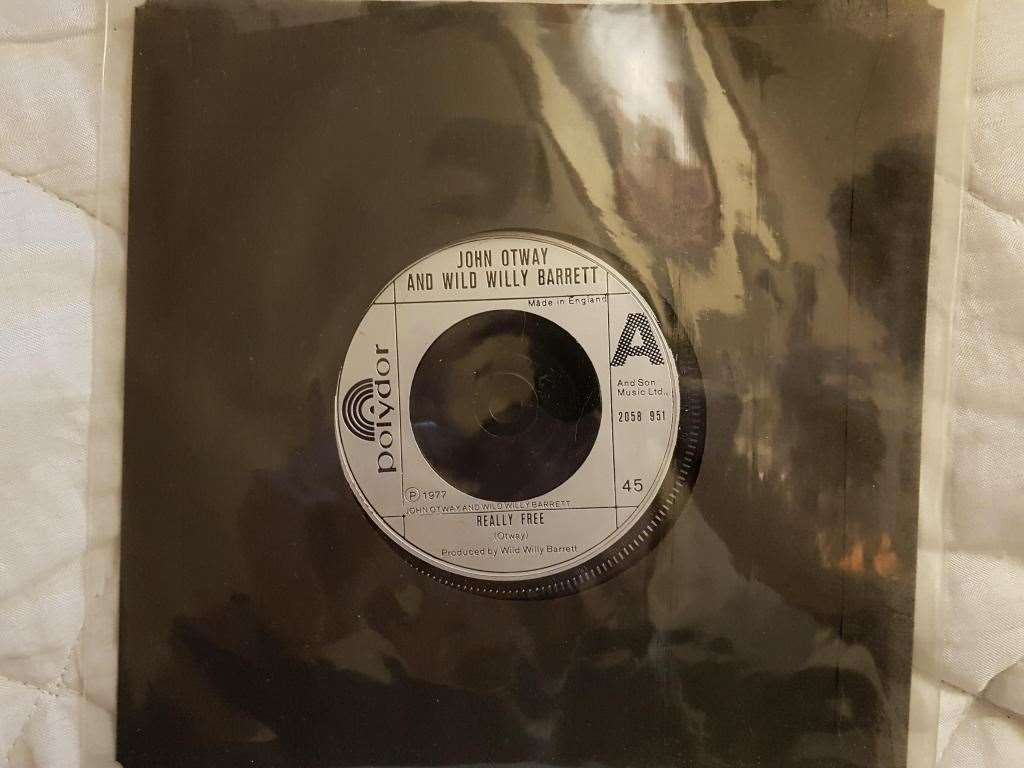 JOHN OTWAY
AND WILD WILLY BARRETT
Made in England
A
polydor
And Son
Music Ltd.,
2058 951
45
Ⓟ 1977
JOHN OTWAY AND WILD WILLY BARRETT
REALLY FREE
(Otway)
Produced by Wild Willy Barrett